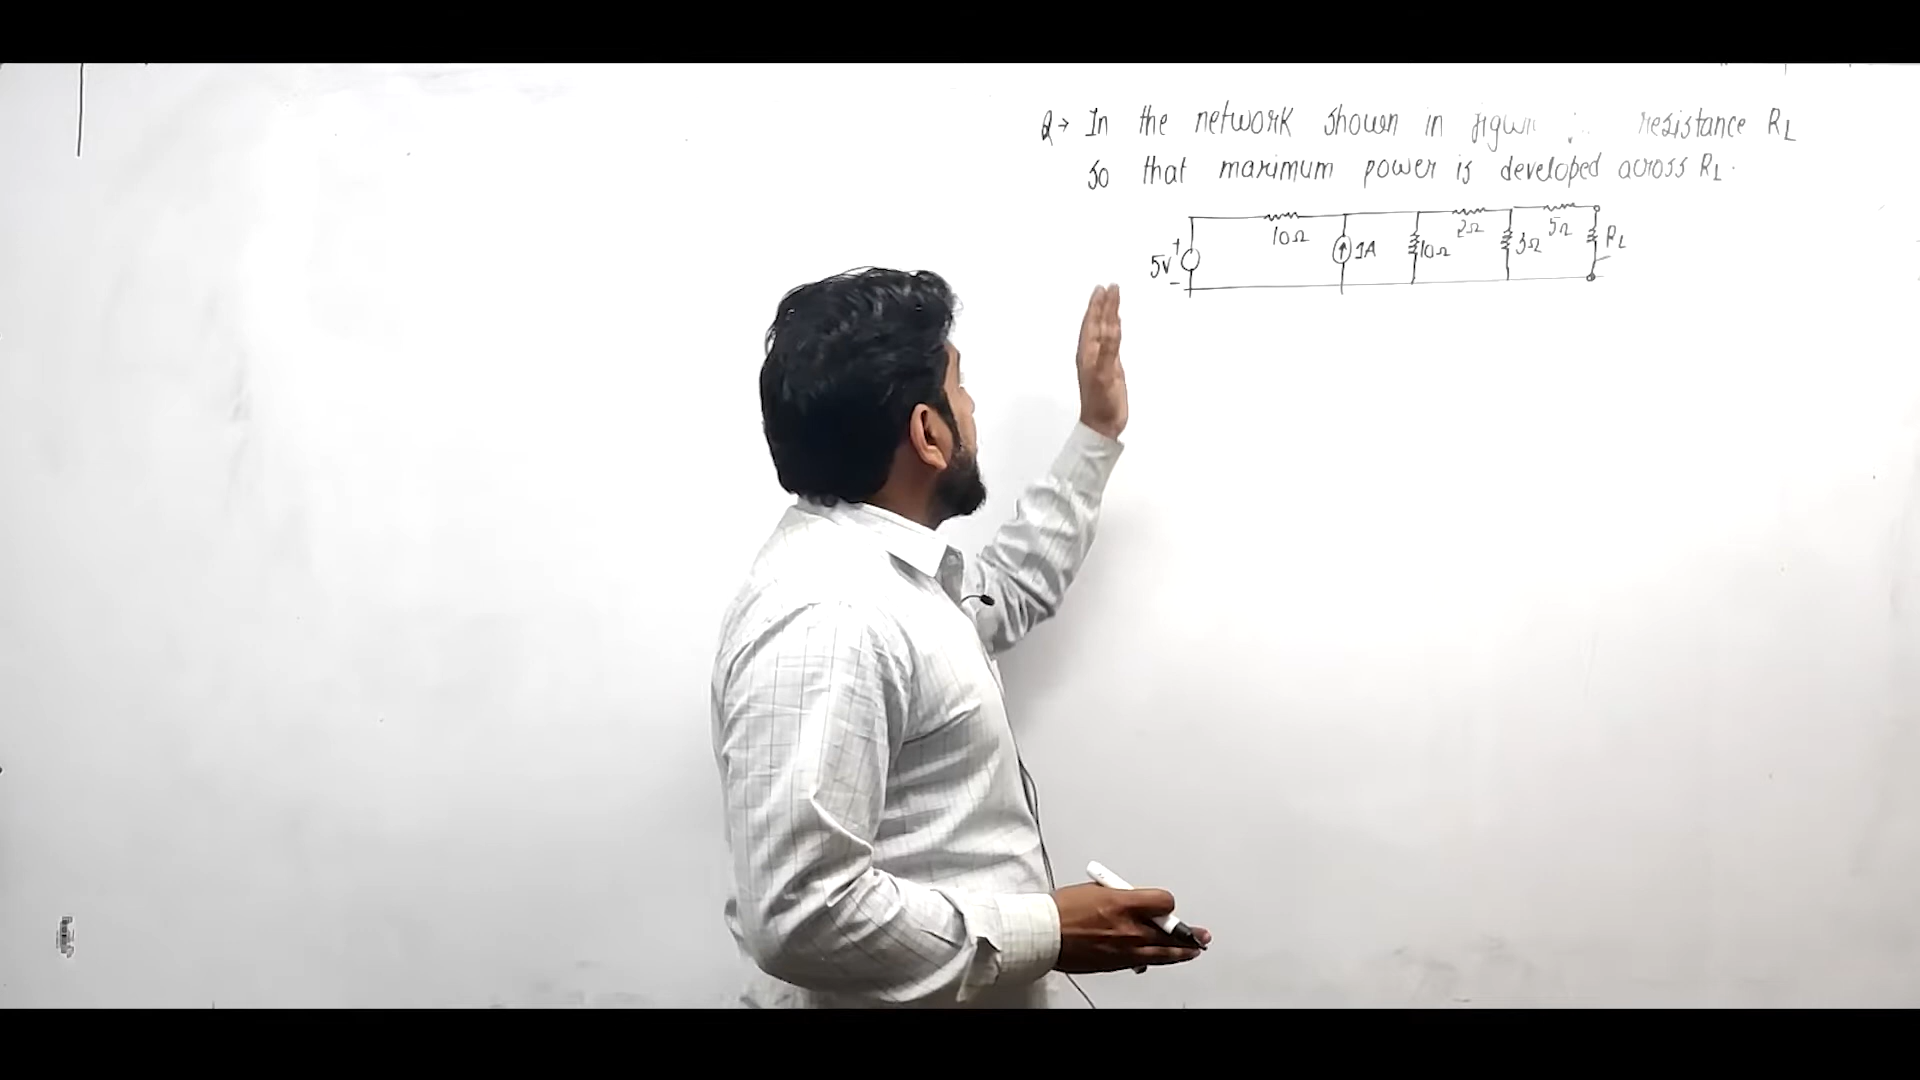 Q→ In the network shown in resistance RL
so that maximum power is developed across RL.
10Ω 2Ω 5Ω
5V + - 1A 10Ω 3Ω RL